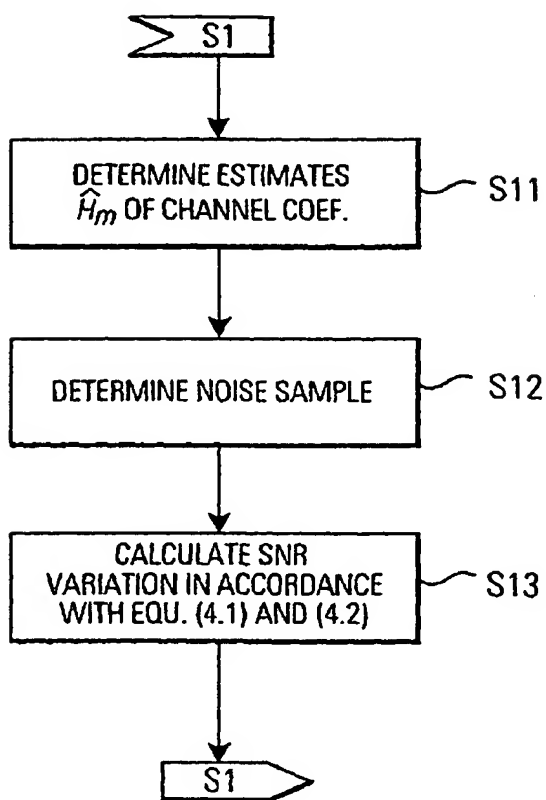 S1
DETERMINE ESTIMATES
Ĥm OF CHANNEL COEF.
S11
DETERMINE NOISE SAMPLE
S12
CALCULATE SNR
VARIATION IN ACCORDANCE
WITH EQU. (4.1) AND (4.2)
S13
S1